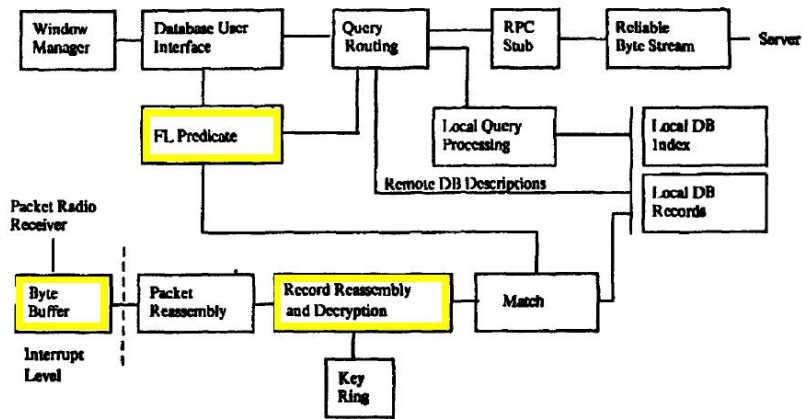 Window
Manager
Database User
Interface
Query
Routing
RPC
Stub
Reliable
Byte Stream
Server
FL Predicate
Local Query
Processing
Local DB
Index
Remote DB Descriptions
Local DB
Records
Packet Radio
Receiver
Byte
Buffer
Packet
Reassembly
Record Reassembly
and Decryption
Match
Interrupt
Level
Key
Ring